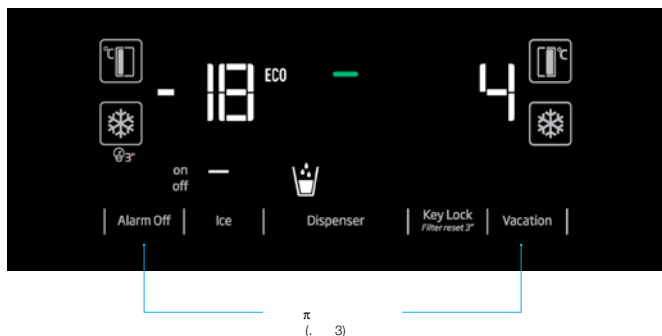 °C °C
-18 ECO 4
3"
on
off
Alarm Off Ice Dispenser Key Lock Vacation
Filter reset 3"
π
(. 3)